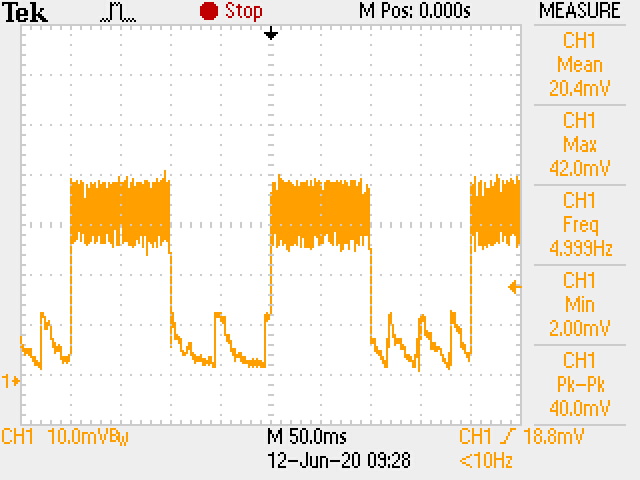 Tek Stop M Pos: 0.000s MEASURE
CH1
Mean
20.4mV
CH1
Max
42.0mV
CH1
Freq
4.999Hz
CH1
Min
2.00mV
CH1
Pk-Pk
40.0mV
1
CH1 10.0mVBW M 50.0ms CH1 18.8mV
12-Jun-20 09:28 <10Hz